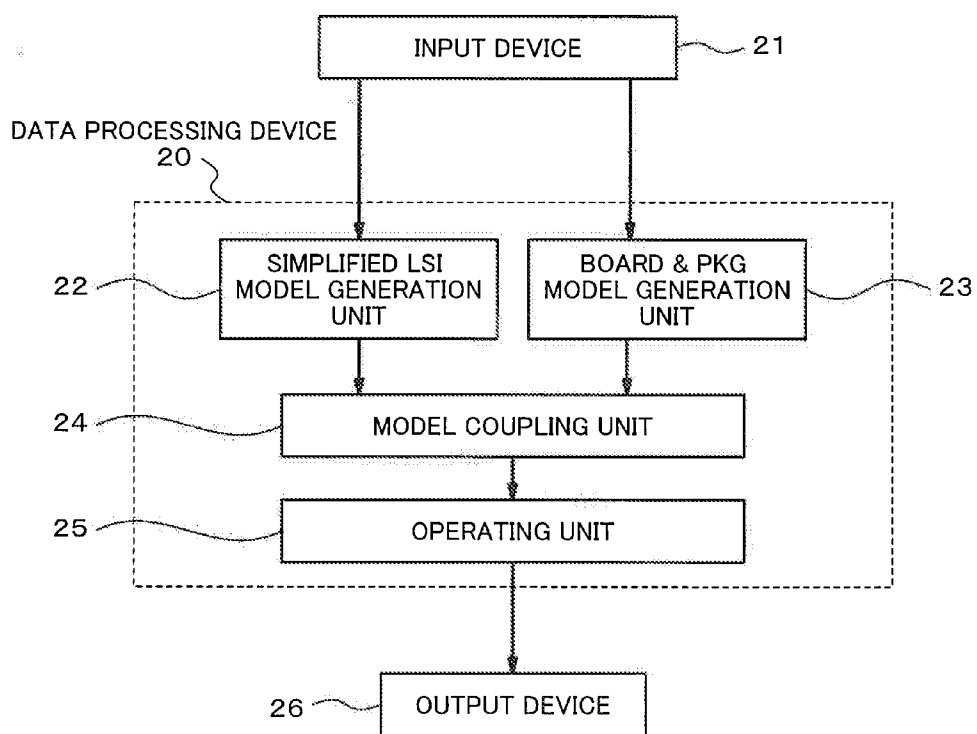 INPUT DEVICE
21
DATA PROCESSING DEVICE
20
SIMPLIFIED LSI
MODEL GENERATION
UNIT
22
BOARD & PKG
MODEL GENERATION
UNIT
23
24
MODEL COUPLING UNIT
25
OPERATING UNIT
26
OUTPUT DEVICE